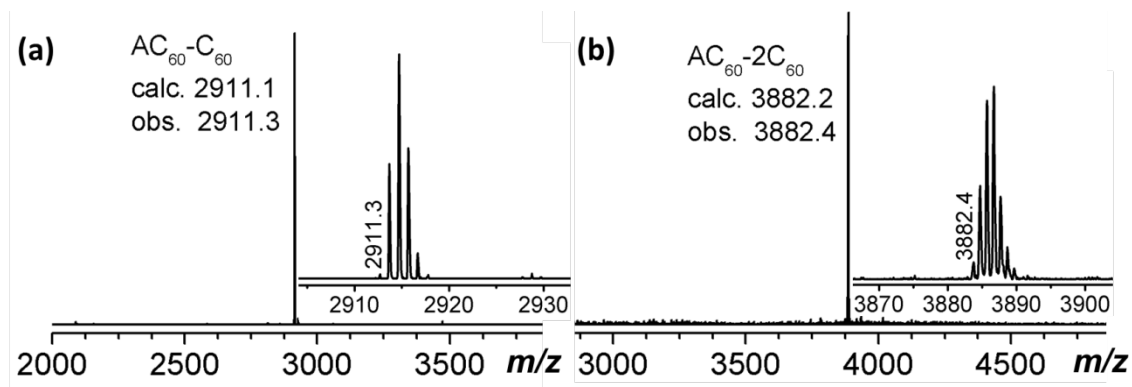 (a)
AC60-C60
calc. 2911.1
obs. 2911.3
2911.3
2910 2920 2930
2000 2500 3000 3500 m/z
(b)
AC60-2C60
calc. 3882.2
obs. 3882.4
3882.4
3870 3880 3890 3900
3000 3500 4000 4500 m/z